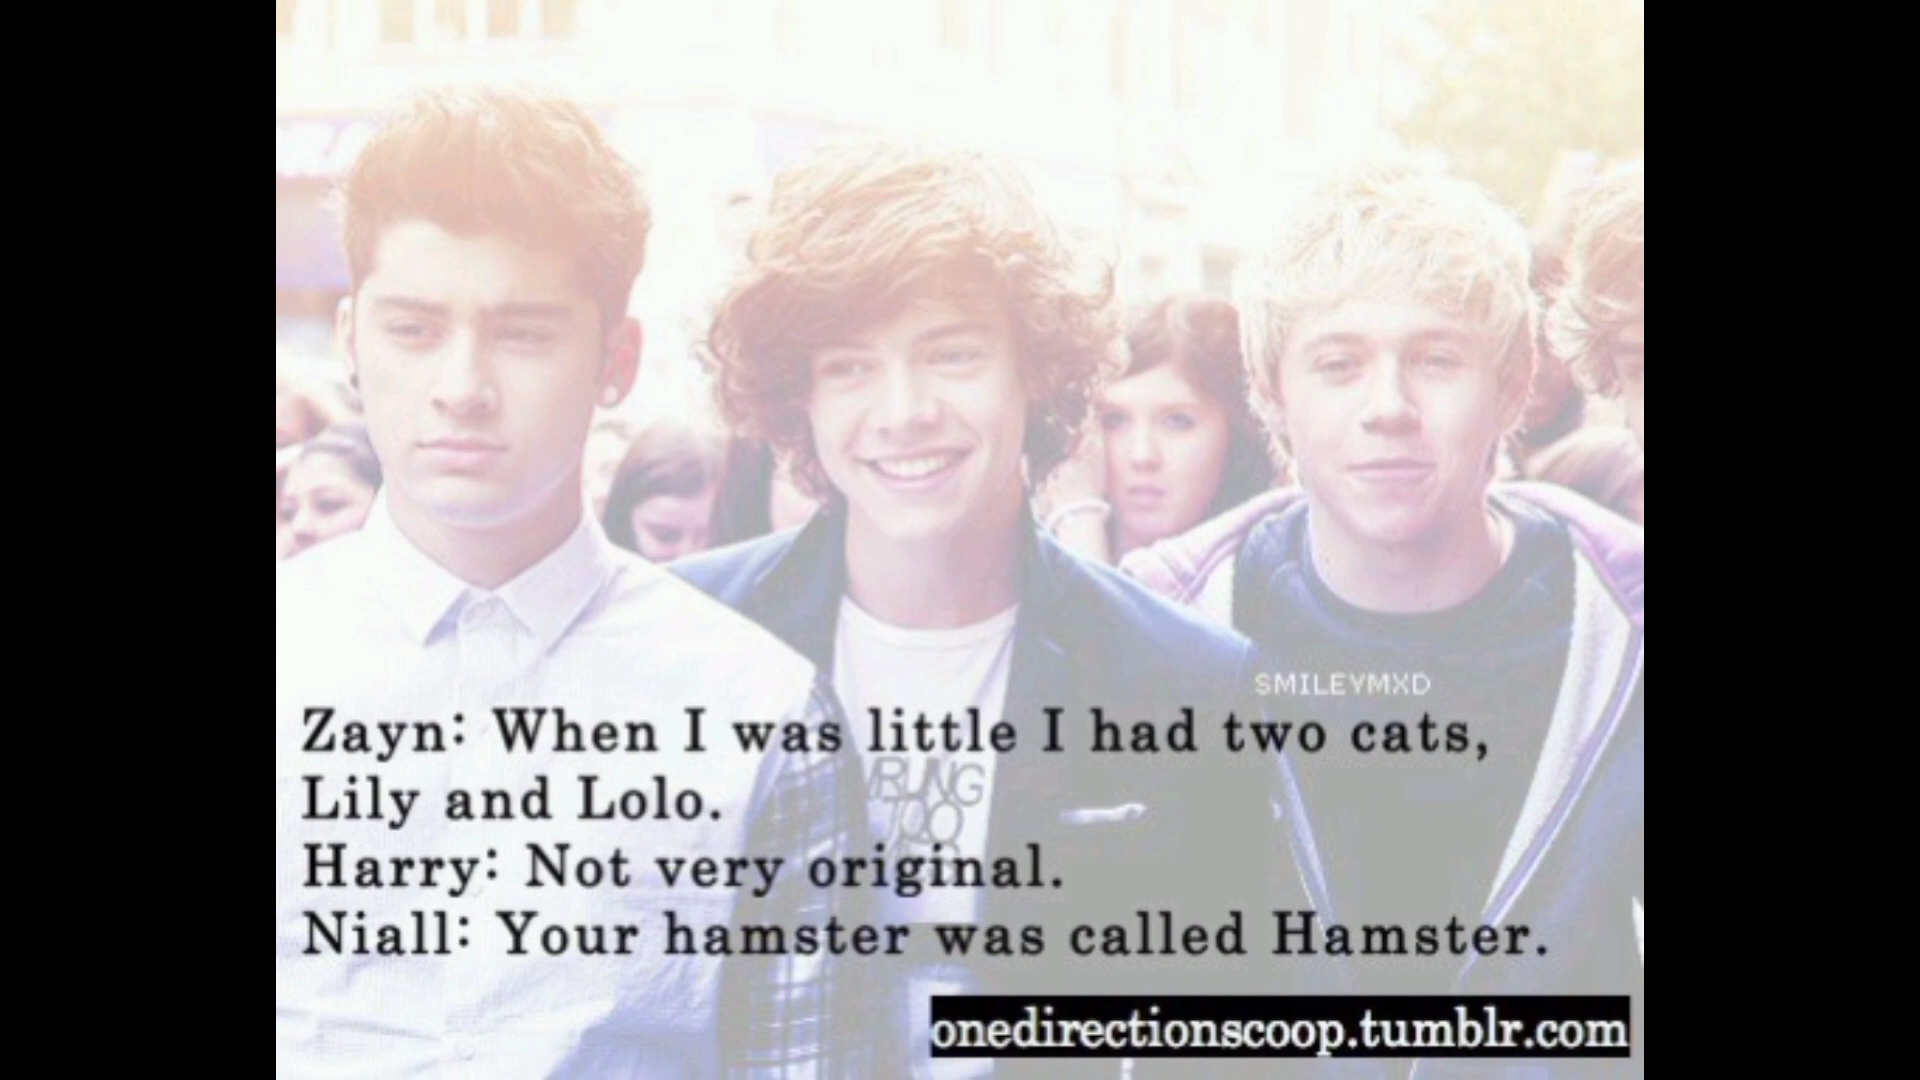 SMILEYMXD
Zayn: When I was little I had two cats,
Lily and Lolo.
Harry: Not very original.
Niall: Your hamster was called Hamster.
onedirectionscoop.tumblr.com